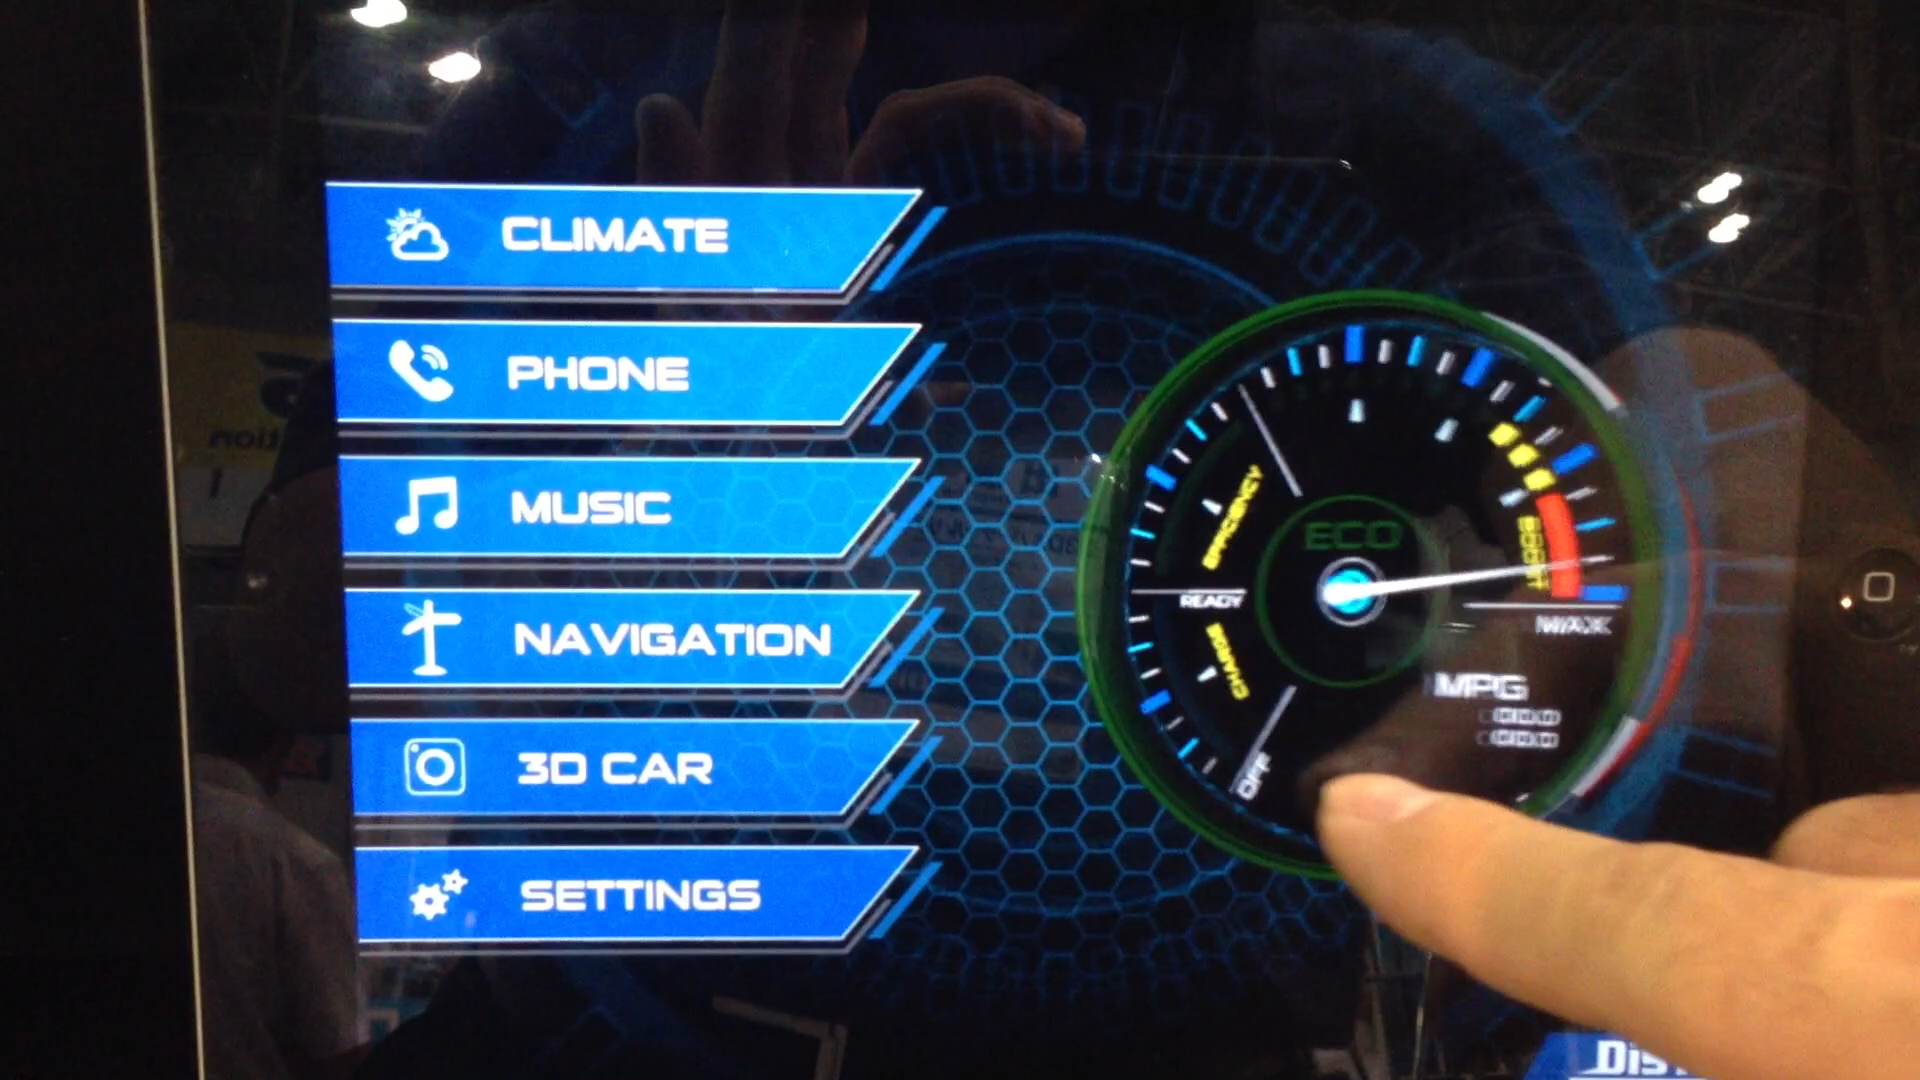 CLIMATE
PHONE
MUSIC
NAVIGATION
3D CAR
SETTINGS
EFFICIENCY
ECO
BOOST
READY
MAX
CHARGE
MPG
OFF